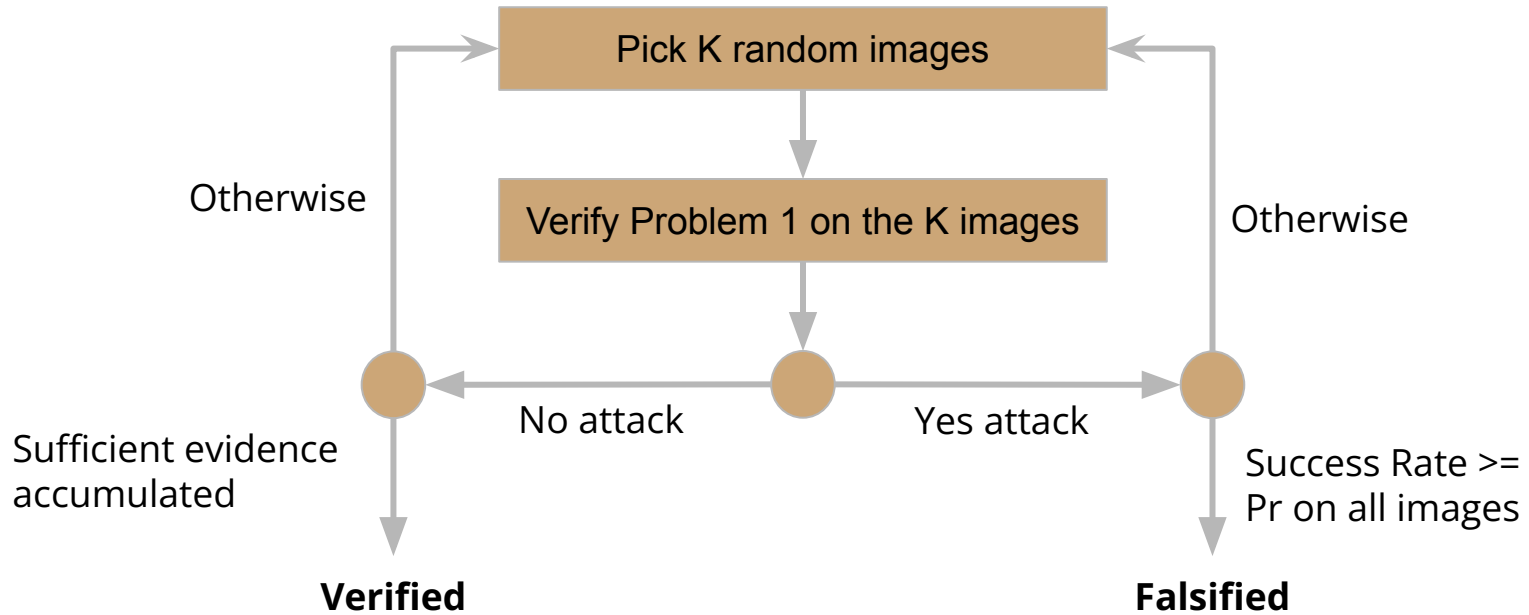 Pick K random images
Otherwise
Verify Problem 1 on the K images
Otherwise
No attack
Yes attack
Sufficient evidence
accumulated
Success Rate >=
Pr on all images
Verified
Falsified